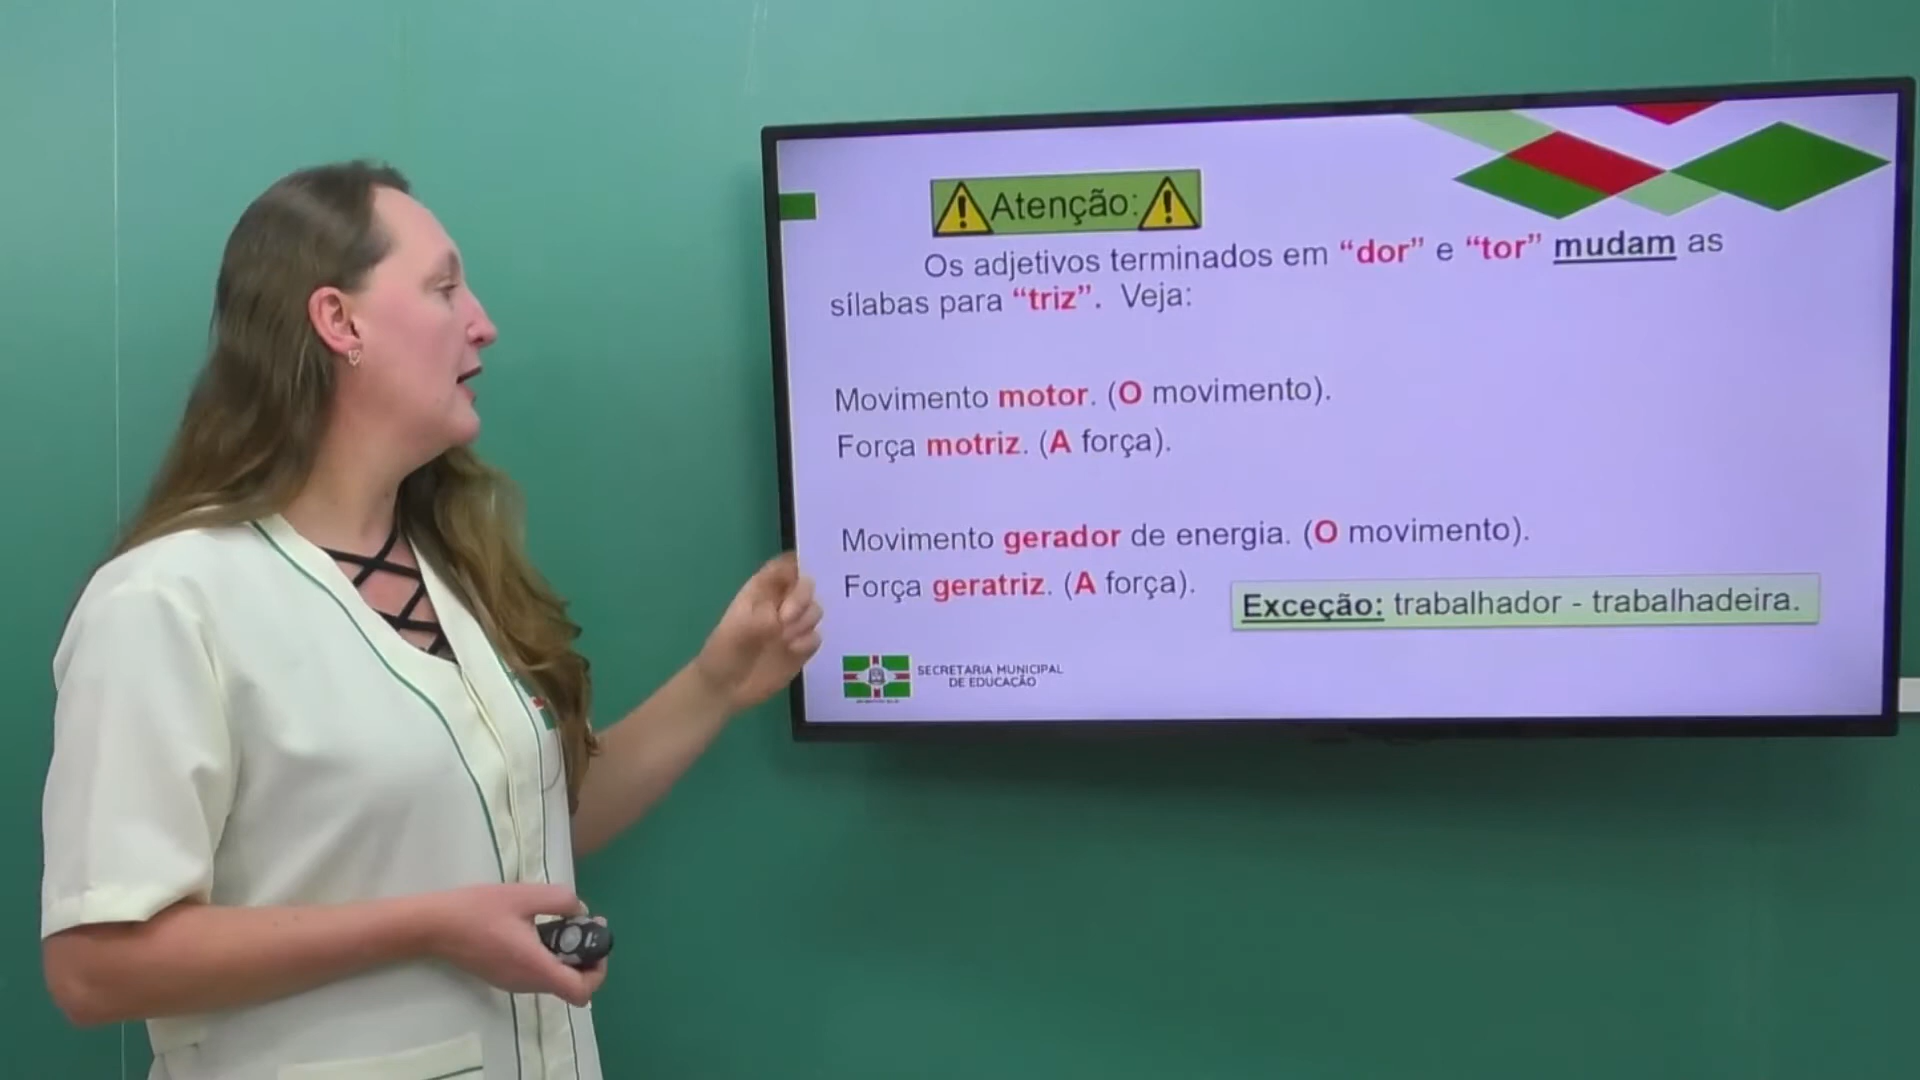 Atenção:
Os adjetivos terminados em “dor” e “tor” mudam as
sílabas para “triz”. Veja:
Movimento motor. (O movimento).
Força motriz. (A força).
Movimento gerador de energia. (O movimento).
Força geratriz. (A força).
Exceção: trabalhador - trabalhadeira.
SECRETARIA MUNICIPAL
DE EDUCAÇÃO